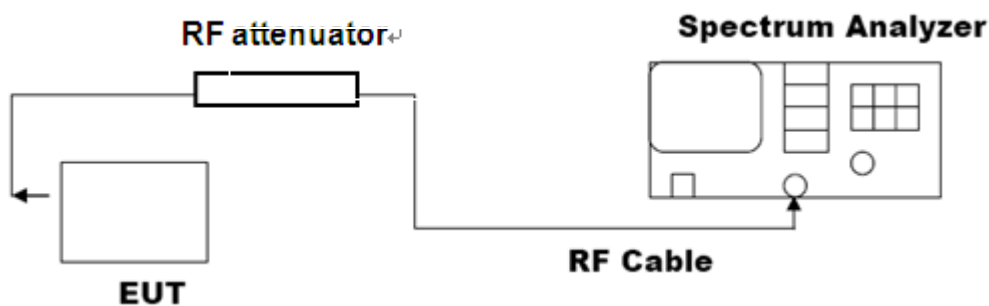 RF attenuator↵
Spectrum Analyzer
RF Cable
EUT